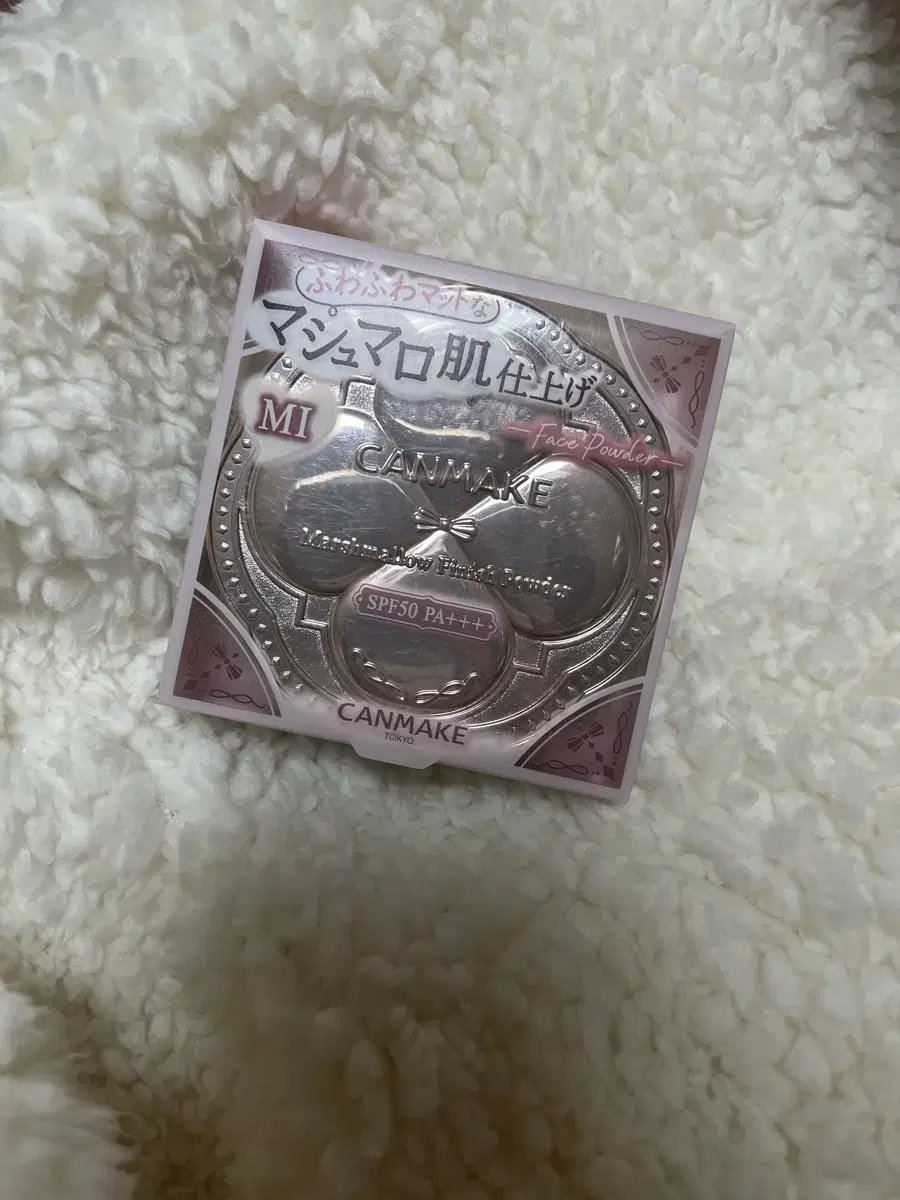 ふわふわマットな
マシュマロ肌仕上げ
MI
Face Powder
CANMAKE
Marshmallow Finish Powder
SPF50 PA+++
CANMAKE
TOKYO